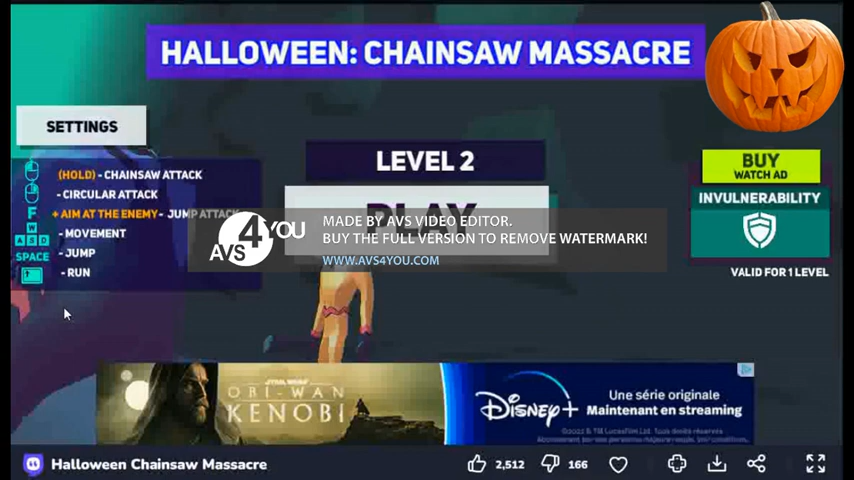 HALLOWEEN: CHAINSAW MASSACRE
SETTINGS
(HOLD) - CHAINSAW ATTACK
- CIRCULAR ATTACK
F + AIM AT THE ENEMY - JUMP ATTACK
W
A S D - MOVEMENT
SPACE - JUMP
- RUN
LEVEL 2
PLAY
AVS4YOU
MADE BY AVS VIDEO EDITOR.
BUY THE FULL VERSION TO REMOVE WATERMARK!
WWW.AVS4YOU.COM
BUY
WATCH AD
INVULNERABILITY
VALID FOR 1 LEVEL
STAR WARS
OBI-WAN
KENOBI
Disney+
Une série originale
Maintenant en streaming
Halloween Chainsaw Massacre
2,512
166